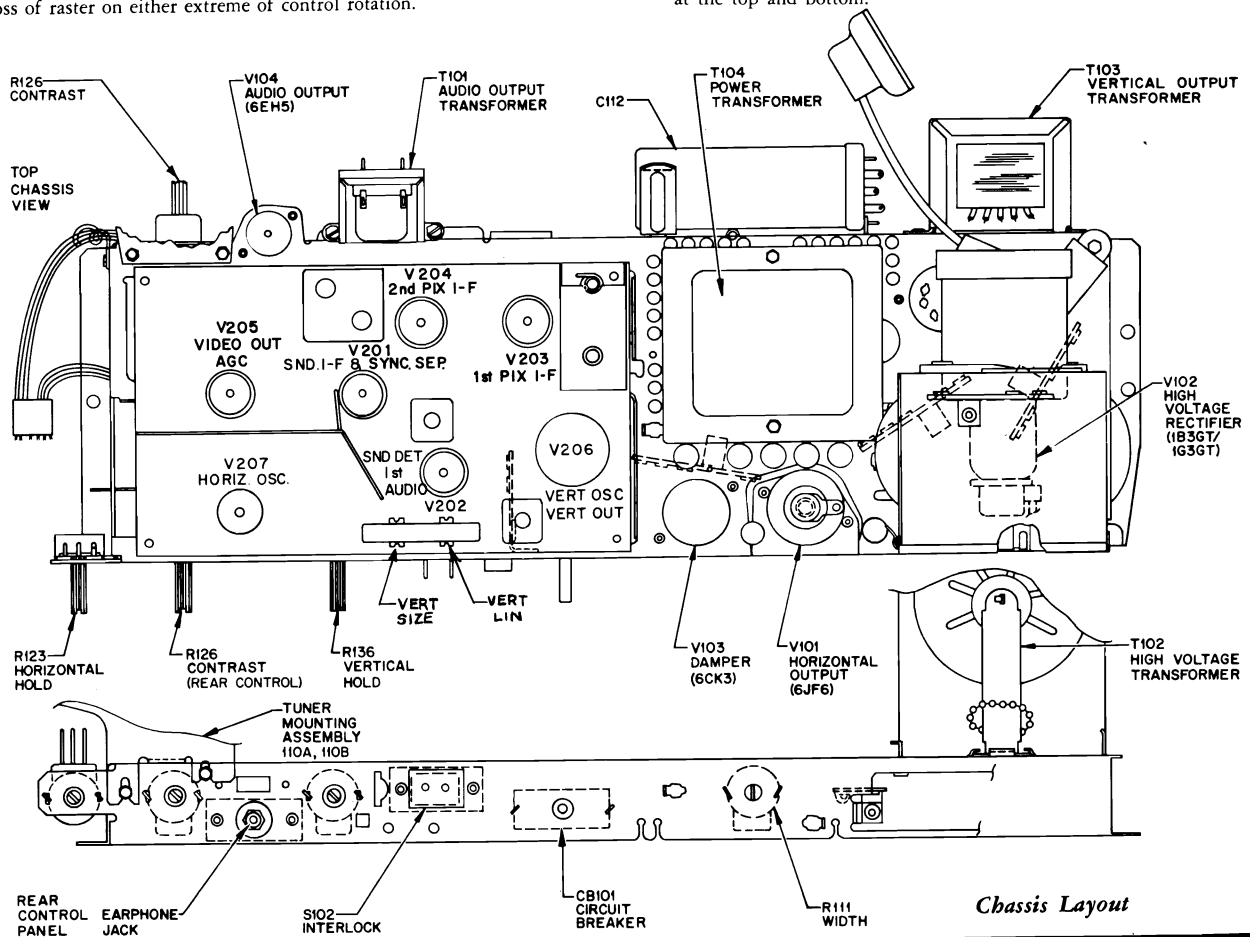 oss of raster on either extreme of control rotation.
at the top and bottom.
R126
CONTRAST
V104
AUDIO OUTPUT
(6EH5)
T101
AUDIO OUTPUT
TRANSFORMER
C112
T104
POWER
TRANSFORMER
T103
VERTICAL OUTPUT
TRANSFORMER
TOP
CHASSIS
VIEW
V204
2nd PIX I-F
V205
VIDEO OUT
AGC
V201
SND. I-F & SYNC. SEP.
V203
1st PIX I-F
V102
HIGH
VOLTAGE
RECTIFIER
(1B3GT/
1G3GT)
V207
HORIZ. OSC.
SND DET
1st
AUDIO
V202
V206
VERT OSC
VERT OUT
VERT
SIZE
VERT
LIN
R123
HORIZONTAL
HOLD
R126
CONTRAST
(REAR CONTROL)
R136
VERTICAL
HOLD
V103
DAMPER
(6CK3)
V101
HORIZONTAL
OUTPUT
(6JF6)
T102
HIGH VOLTAGE
TRANSFORMER
TUNER
MOUNTING
ASSEMBLY
110A, 110B
REAR
CONTROL
PANEL
EARPHONE
JACK
S102
INTERLOCK
CB101
CIRCUIT
BREAKER
R111
WIDTH
Chassis Layout